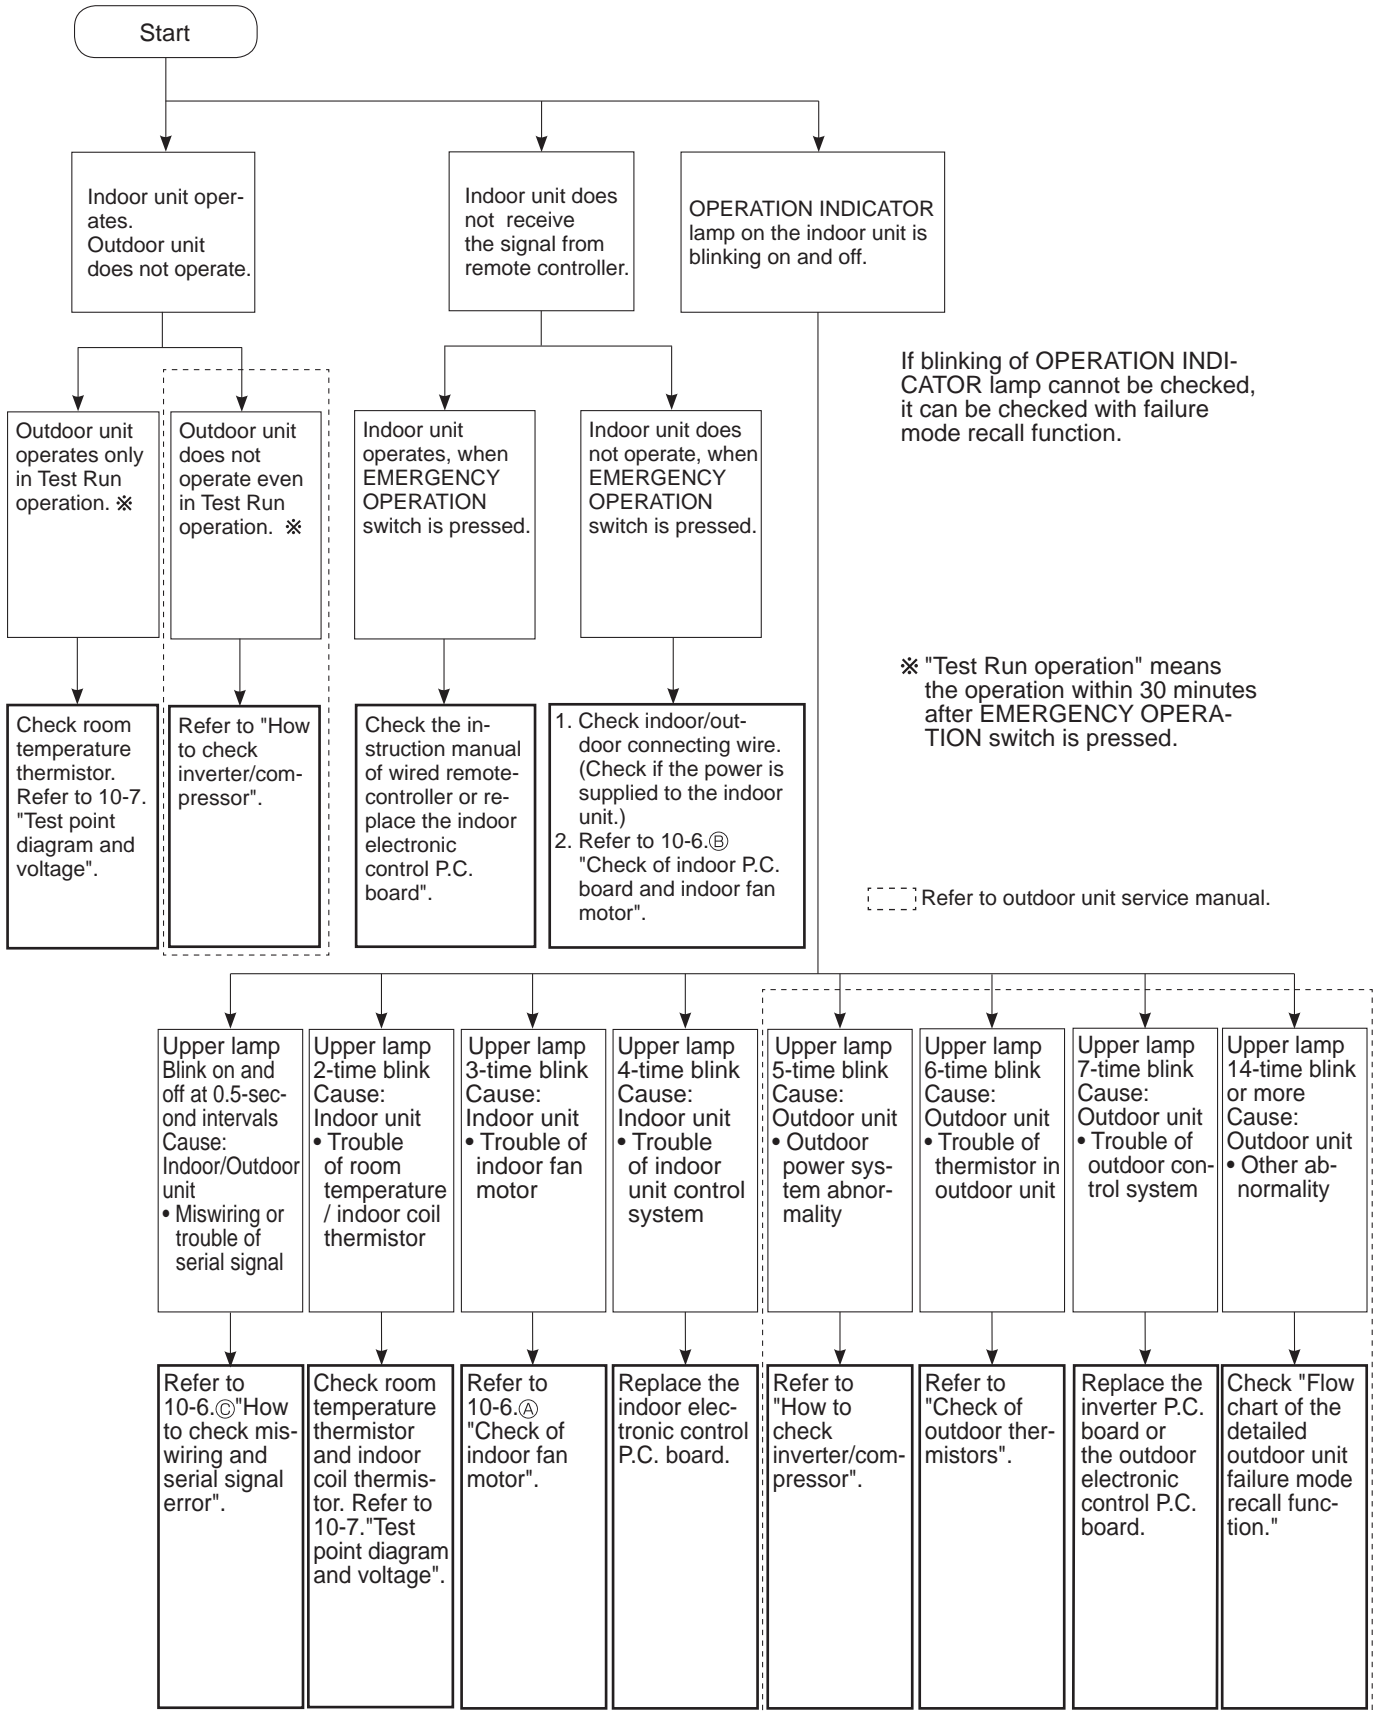 Start
Indoor unit oper-
ates.
Outdoor unit
does not operate.
Indoor unit does
not receive
the signal from
remote controller.
OPERATION INDICATOR
lamp on the indoor unit is
blinking on and off.
If blinking of OPERATION INDI-
CATOR lamp cannot be checked,
it can be checked with failure
mode recall function.
Outdoor unit
operates only
in Test Run
operation. ※
Outdoor unit
does not
operate even
in Test Run
operation. ※
Indoor unit
operates, when
EMERGENCY
OPERATION
switch is pressed.
Indoor unit does
not operate, when
EMERGENCY
OPERATION
switch is pressed.
※ "Test Run operation" means
the operation within 30 minutes
after EMERGENCY OPERA-
TION switch is pressed.
Check room
temperature
thermistor.
Refer to 10-7.
"Test point
diagram and
voltage".
Refer to "How
to check
inverter/com-
pressor".
Check the in-
struction manual
of wired remote-
controller or re-
place the indoor
electronic
control P.C.
board".
1. Check indoor/out-
door connecting wire.
(Check if the power is
supplied to the indoor
unit.)
2. Refer to 10-6.Ⓑ
"Check of indoor P.C.
board and indoor fan
motor".
Refer to outdoor unit service manual.
Upper lamp
Blink on and
off at 0.5-sec-
ond intervals
Cause:
Indoor/Outdoor
unit
• Miswiring or
trouble of
serial signal
Upper lamp
2-time blink
Cause:
Indoor unit
• Trouble
of room
temperature
/ indoor coil
thermistor
Upper lamp
3-time blink
Cause:
Indoor unit
• Trouble of
indoor fan
motor
Upper lamp
4-time blink
Cause:
Indoor unit
• Trouble
of indoor
unit control
system
Upper lamp
5-time blink
Cause:
Outdoor unit
• Outdoor
power sys-
tem abnor-
mality
Upper lamp
6-time blink
Cause:
Outdoor unit
• Trouble of
thermistor in
outdoor unit
Upper lamp
7-time blink
Cause:
Outdoor unit
• Trouble of
outdoor con-
trol system
Upper lamp
14-time blink
or more
Cause:
Outdoor unit
• Other ab-
normality
Refer to
10-6.Ⓒ"How
to check mis-
wiring and
serial signal
error".
Check room
temperature
thermistor
and indoor
coil thermis-
tor. Refer to
10-7."Test
point diagram
and voltage".
Refer to
10-6.Ⓐ
"Check of
indoor fan
motor".
Replace the
indoor elec-
tronic control
P.C. board.
Refer to
"How to
check
inverter/com-
pressor".
Refer to
"Check of
outdoor ther-
mistors".
Replace the
inverter P.C.
board or
the outdoor
electronic
control P.C.
board.
Check "Flow
chart of the
detailed
outdoor unit
failure mode
recall func-
tion."